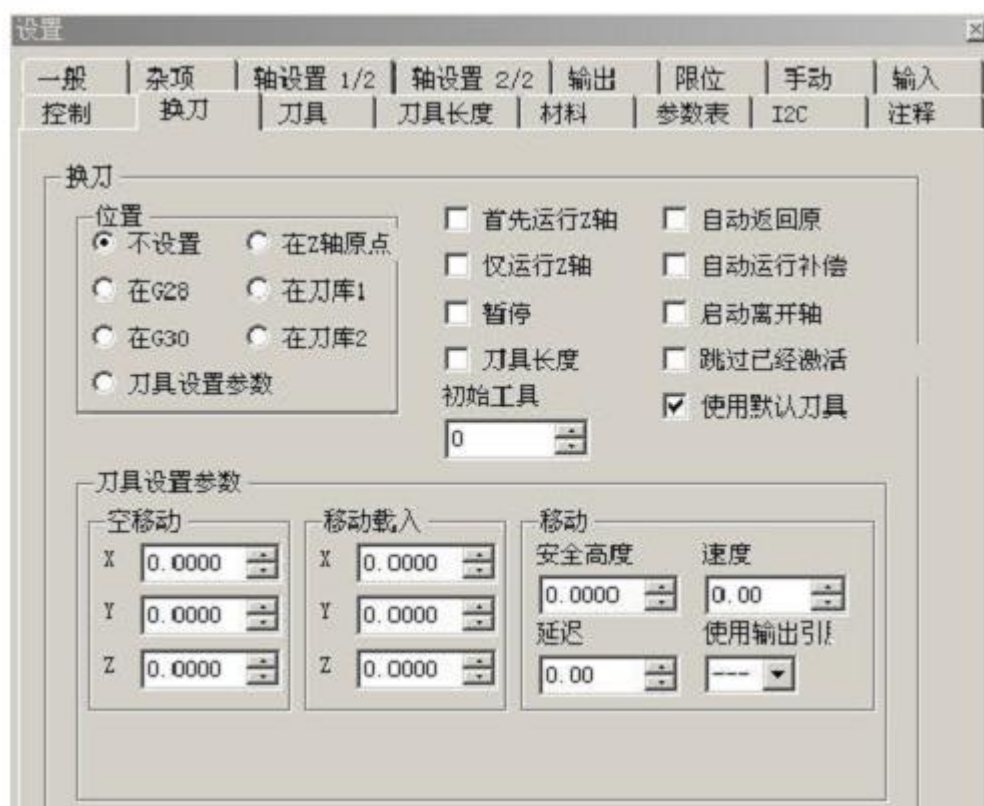 设置
一般 杂项 轴设置 1/2 轴设置 2/2 输出 限位 手动 输入
控制 换刀 刀具 刀具长度 材料 参数表 I2C 注释
换刀
位置
不设置 在Z轴原点
在G28 在刀库1
在G30 在刀库2
刀具设置参数
首先运行Z轴
仅运行Z轴
暂停
刀具长度
初始工具
0
自动返回原
自动运行补偿
启动离开轴
跳过已经激活
使用默认刀具
刀具设置参数
空移动
X 0.0000
Y 0.0000
Z 0.0000
移动载入
X 0.0000
Y 0.0000
Z 0.0000
移动
安全高度 速度
0.0000 0.00
延迟 使用输出引
0.00 ---